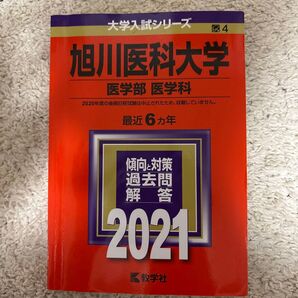 大学入試シリーズ
4
旭川医科大学
医学部 医学科
2020年度の後期日程試験は中止されたため，収載していません。
最近6カ年
傾向と対策
過去問
解答
2021
教学社